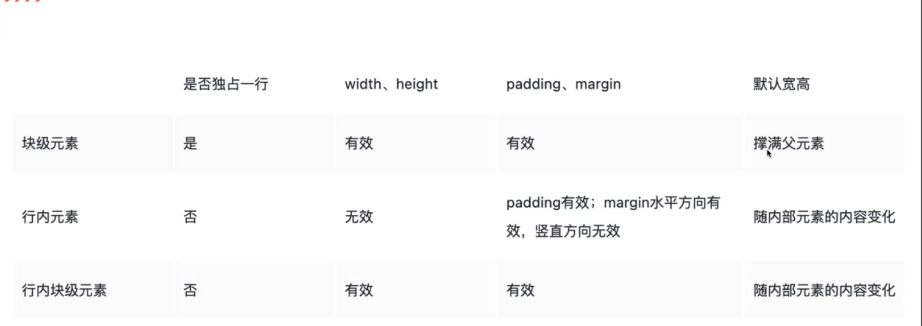 是否独占一行 width、height padding、margin 默认宽高
块级元素 是 有效 有效 撑满父元素
行内元素 否 无效 padding有效；margin水平方向有
效，竖直方向无效 随内部元素的内容变化
行内块级元素 否 有效 有效 随内部元素的内容变化